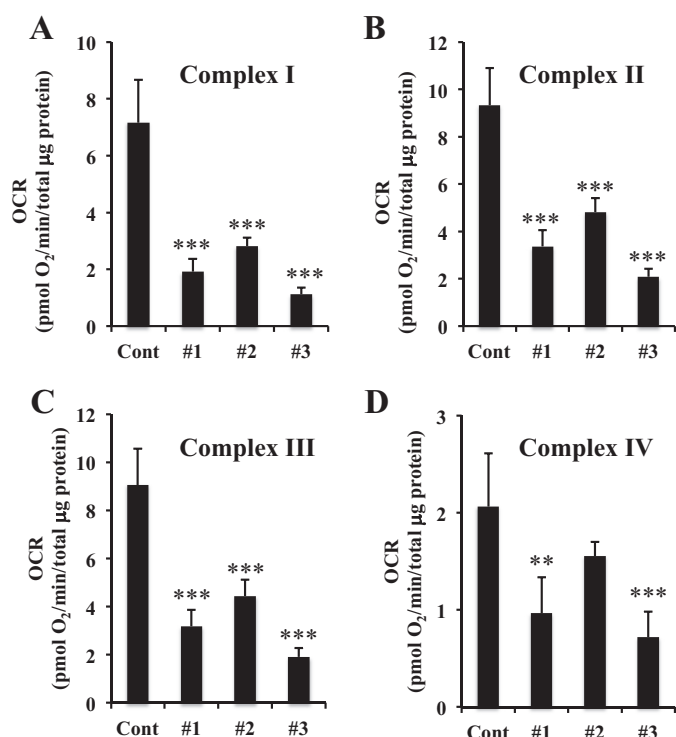 A
Complex I
OCR
(pmol O₂/min/total µg protein)
10
8
6
4
2
0
***
***
***
Cont #1 #2 #3
B
Complex II
OCR
(pmol O₂/min/total µg protein)
12
10
8
6
4
2
0
***
***
***
Cont #1 #2 #3
C
Complex III
OCR
(pmol O₂/min/total µg protein)
12
10
8
6
4
2
0
***
***
***
Cont #1 #2 #3
D
Complex IV
OCR
(pmol O₂/min/total µg protein)
3
2
1
0
**
***
Cont #1 #2 #3